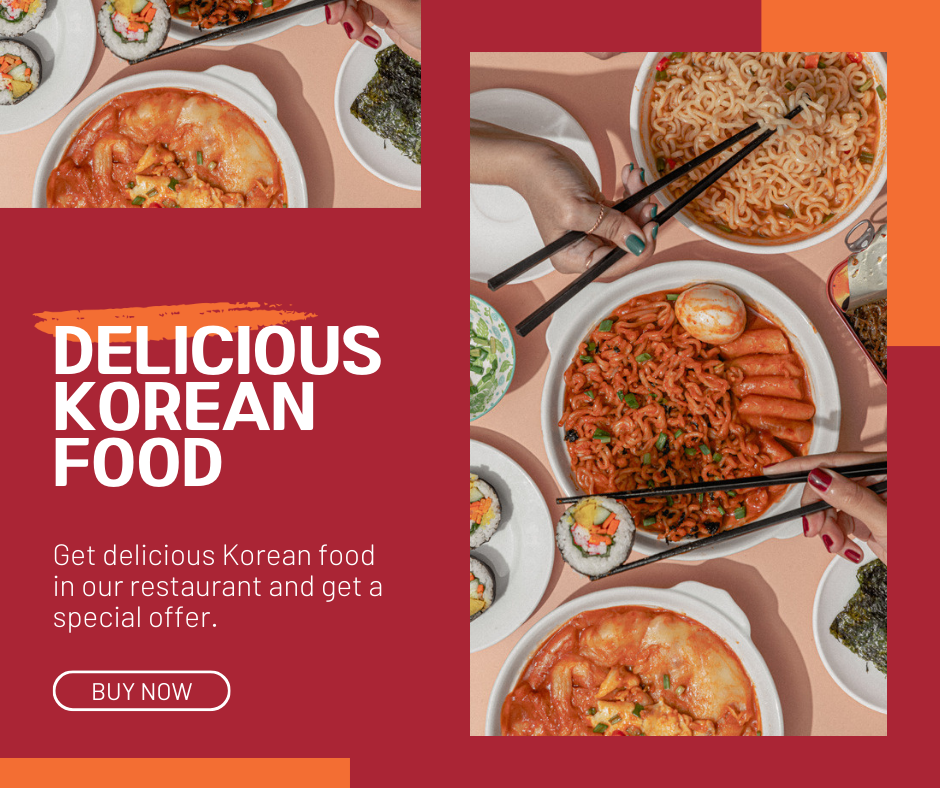 DELICIOUS
KOREAN
FOOD
Get delicious Korean food
in our restaurant and get a
special offer.
BUY NOW